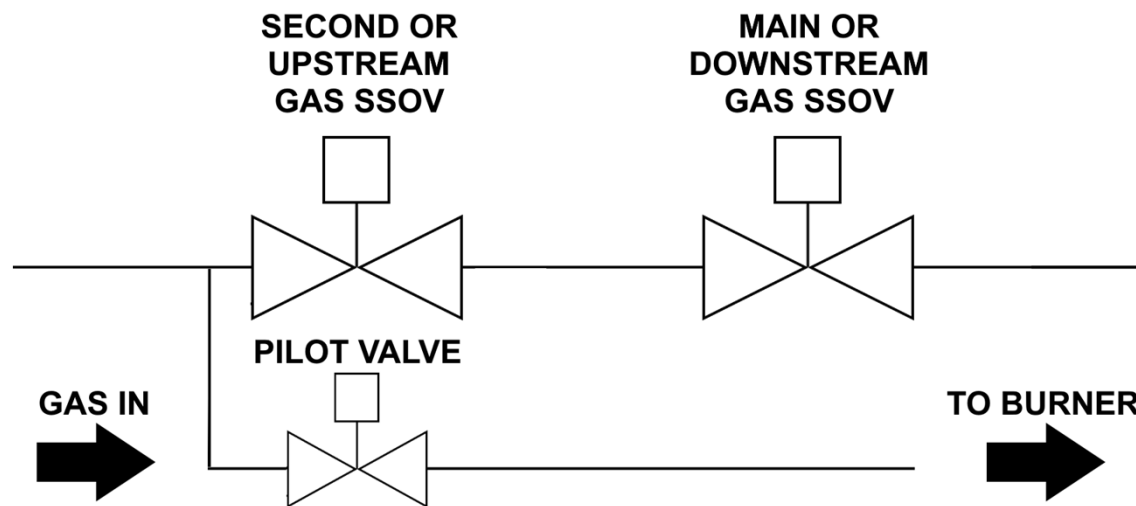 SECOND OR
UPSTREAM
GAS SSOV
MAIN OR
DOWNSTREAM
GAS SSOV
PILOT VALVE
GAS IN
TO BURNER